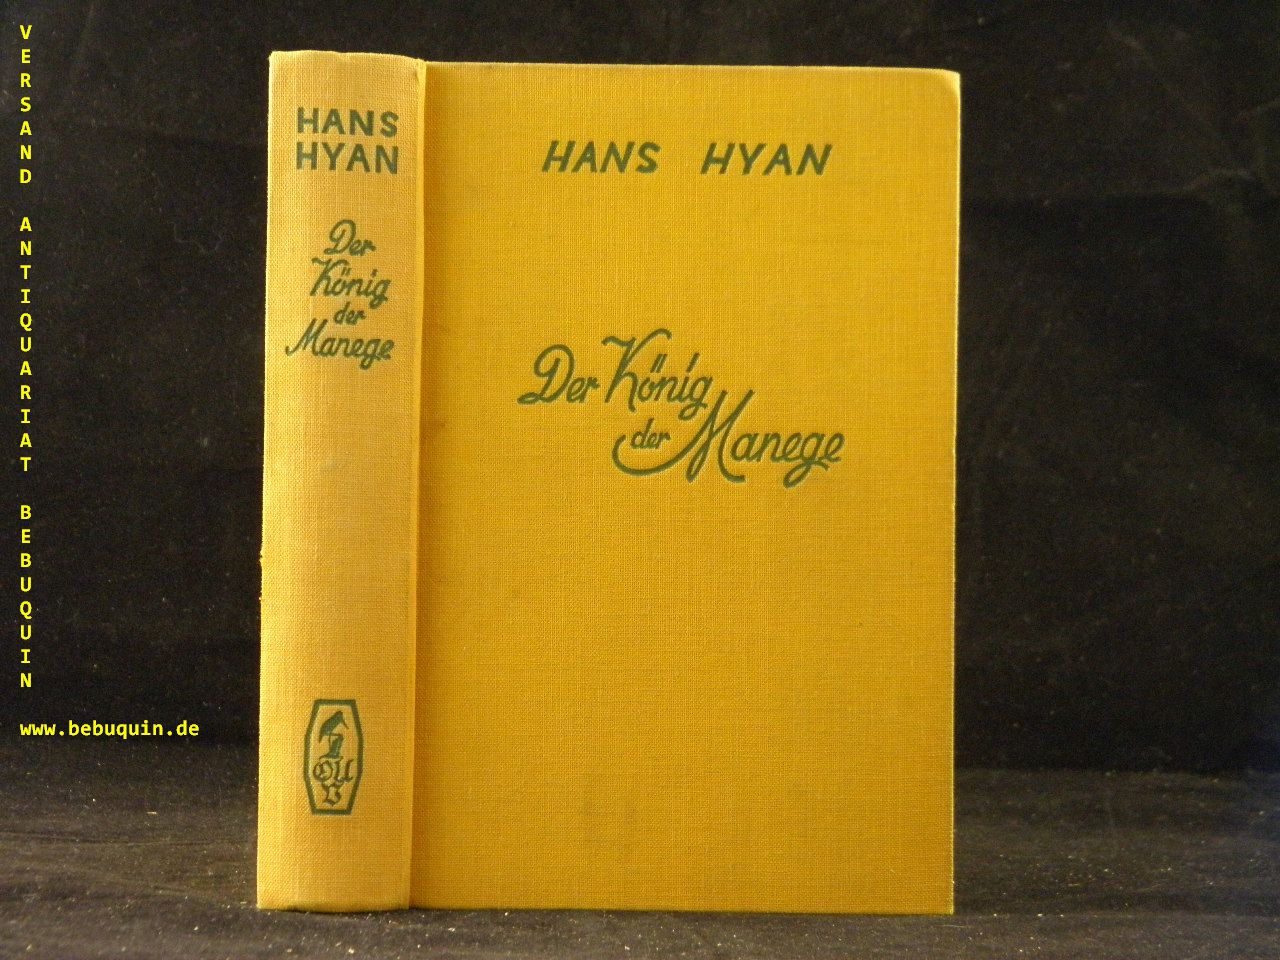 VERSAND ANTIQUARIAT BEBUQUIN
www.bebuquin.de
HANS
HYAN
Der
König
der
Manege
HANS HYAN
Der König
der Manege